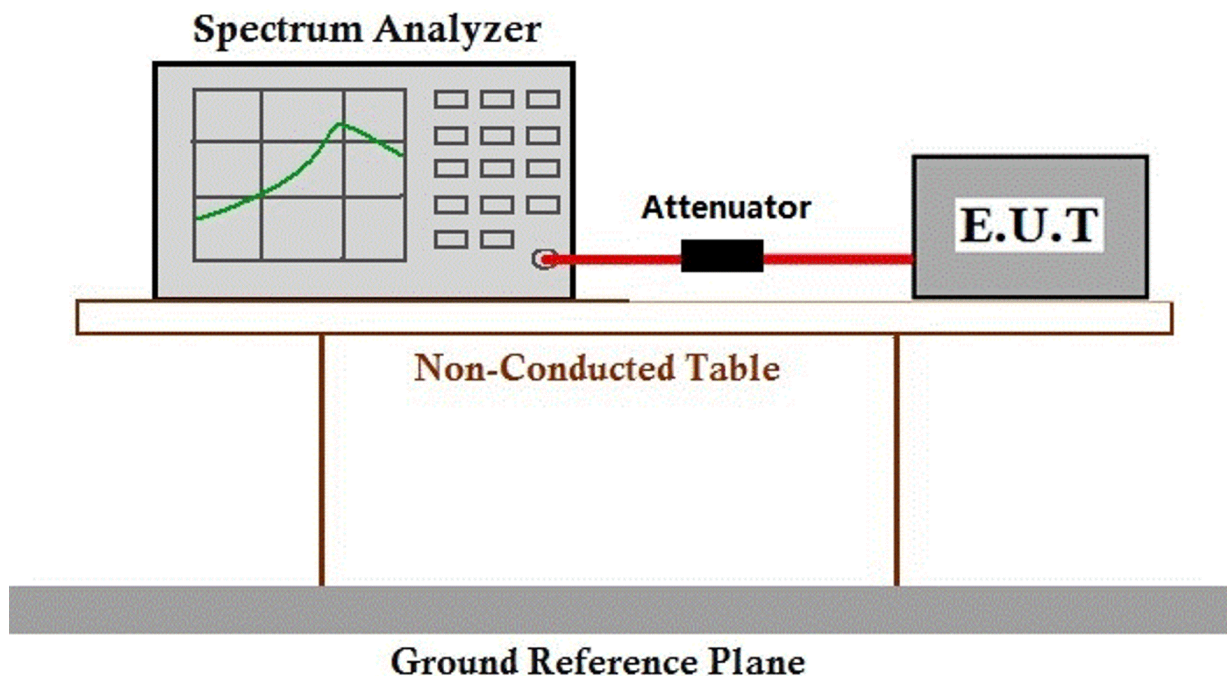 Spectrum Analyzer
Attenuator
E.U.T
Non-Conducted Table
Ground Reference Plane